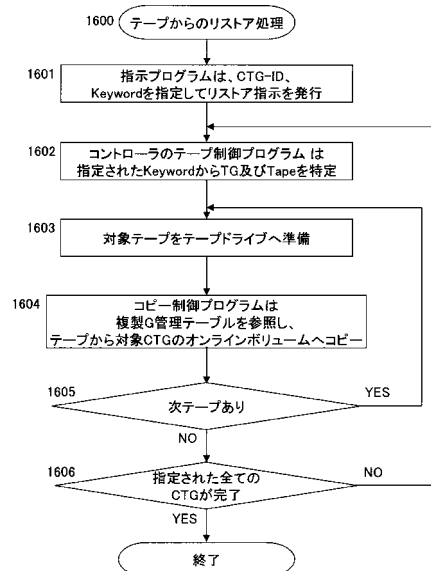 1600
テープからのリストア処理
1601
指示プログラムは、CTG-ID、
Keywordを指定してリストア指示を発行
1602
コントローラのテープ制御プログラム は
指定されたKeywordからTG及びTapeを特定
1603
対象テープをテープドライブへ準備
1604
コピー制御プログラムは
複製G管理テーブルを参照し、
テープから対象CTGのオンラインボリュームへコピー
1605
次テープあり
YES
NO
1606
指定された全ての
CTGが完了
NO
YES
終了